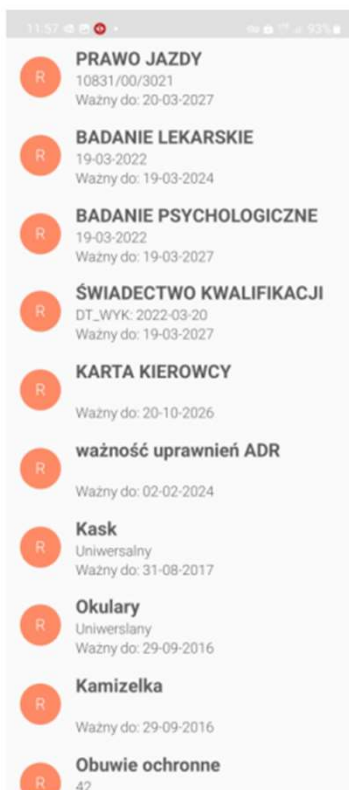 11:57
93%
R
PRAWO JAZDY
10831/00/3021
Ważny do: 20-03-2027
R
BADANIE LEKARSKIE
19-03-2022
Ważny do: 19-03-2024
R
BADANIE PSYCHOLOGICZNE
19-03-2022
Ważny do: 19-03-2027
R
ŚWIADECTWO KWALIFIKACJI
DT_WYK: 2022-03-20
Ważny do: 19-03-2027
R
KARTA KIEROWCY
Ważny do: 20-10-2026
R
ważność uprawnień ADR
Ważny do: 02-02-2024
R
Kask
Uniwersalny
Ważny do: 31-08-2017
R
Okulary
Uniwerslany
Ważny do: 29-09-2016
R
Kamizelka
Ważny do: 29-09-2016
R
Obuwie ochronne
42